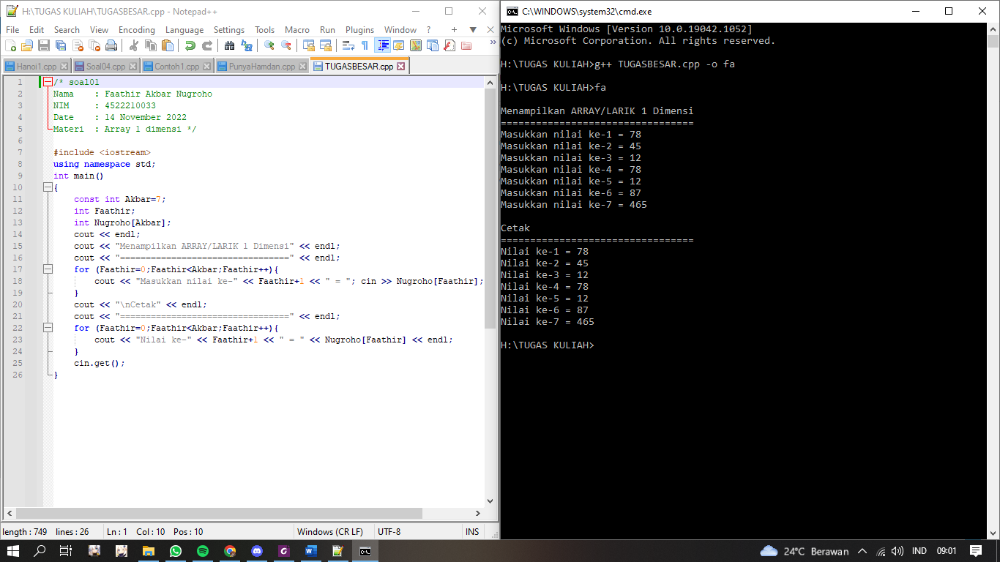 H:\TUGAS KULIAH\TUGASBESAR.cpp - Notepad++
File Edit Search View Encoding Language Settings Tools Macro Run Plugins Window ? + ▼ X
Hanoi1.cpp Soal04.cpp Contoh1.cpp PunyaHamdan.cpp TUGASBESAR.cpp
1 /* soal01
2 Nama    : Faathir Akbar Nugroho
3 NIM     : 4522210033
4 Date    : 14 November 2022
5 Materi  : Array 1 dimensi */
6
7 #include <iostream>
8 using namespace std;
9 int main()
10 {
11     const int Akbar=7;
12     int Faathir;
13     int Nugroho[Akbar];
14     cout << endl;
15     cout << "Menampilkan ARRAY/LARIK 1 Dimensi" << endl;
16     cout << "=================================" << endl;
17     for (Faathir=0;Faathir<Akbar;Faathir++){
18         cout << "Masukkan nilai ke-" << Faathir+1 << " = "; cin >> Nugroho[Faathir];
19     }
20     cout << "\nCetak" << endl;
21     cout << "=================================" << endl;
22     for (Faathir=0;Faathir<Akbar;Faathir++){
23         cout << "Nilai ke-" << Faathir+1 << " = " << Nugroho[Faathir] << endl;
24     }
25     cin.get();
26 }
length : 749 lines : 26 Ln : 1 Col : 10 Pos : 10 Windows (CR LF) UTF-8 INS
C:\WINDOWS\system32\cmd.exe
Microsoft Windows [Version 10.0.19042.1052]
(c) Microsoft Corporation. All rights reserved.
H:\TUGAS KULIAH>g++ TUGASBESAR.cpp -o fa
H:\TUGAS KULIAH>fa
Menampilkan ARRAY/LARIK 1 Dimensi
=================================
Masukkan nilai ke-1 = 78
Masukkan nilai ke-2 = 45
Masukkan nilai ke-3 = 12
Masukkan nilai ke-4 = 78
Masukkan nilai ke-5 = 12
Masukkan nilai ke-6 = 87
Masukkan nilai ke-7 = 465
Cetak
=================================
Nilai ke-1 = 78
Nilai ke-2 = 45
Nilai ke-3 = 12
Nilai ke-4 = 78
Nilai ke-5 = 12
Nilai ke-6 = 87
Nilai ke-7 = 465
H:\TUGAS KULIAH>
24°C Berawan IND 09:01